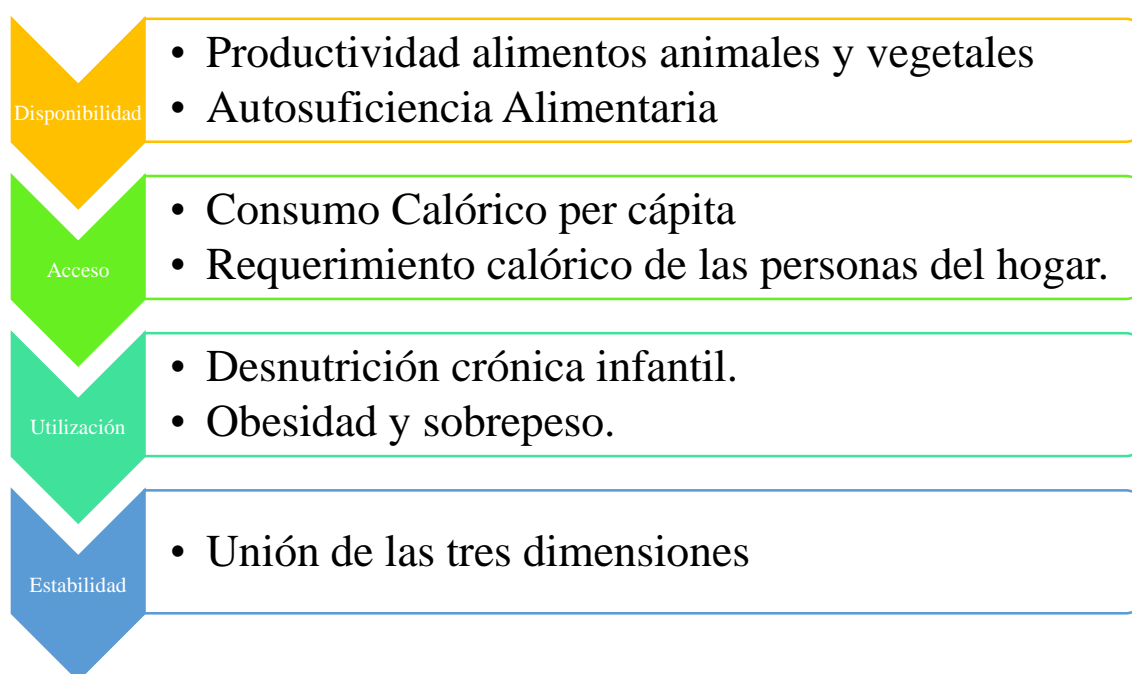 Disponibilidad
• Productividad alimentos animales y vegetales
• Autosuficiencia Alimentaria
Acceso
• Consumo Calórico per cápita
• Requerimiento calórico de las personas del hogar.
Utilización
• Desnutrición crónica infantil.
• Obesidad y sobrepeso.
Estabilidad
• Unión de las tres dimensiones